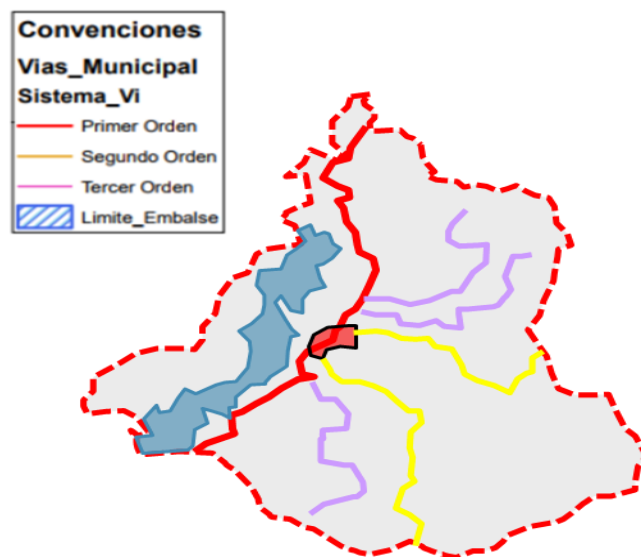 Convenciones
Vias_Municipal
Sistema_Vi
Primer Orden
Segundo Orden
Tercer Orden
Limite_Embalse